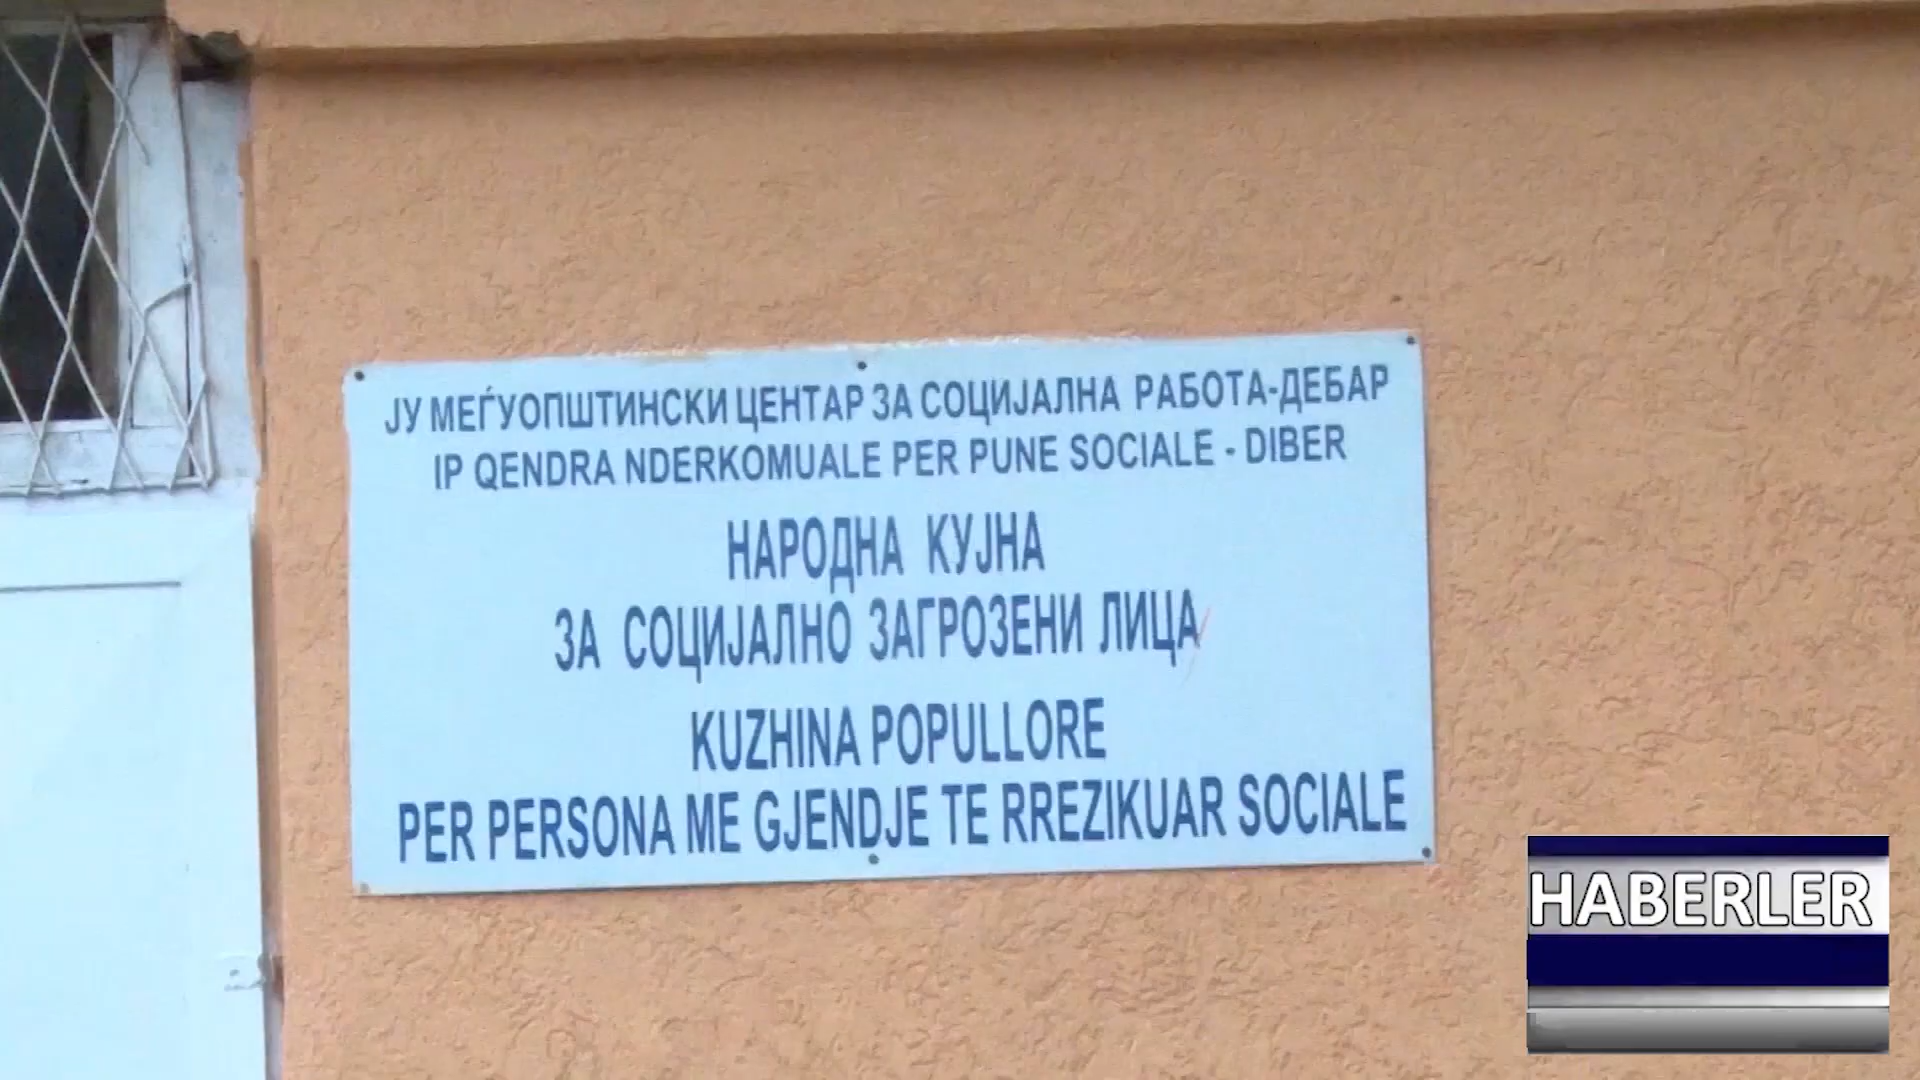 ЈУ МЕЃУОПШТИНСКИ ЦЕНТАР ЗА СОЦИЈАЛНА РАБОТА-ДЕБАР
IP QENDRA NDERKOMUALE PER PUNE SOCIALE - DIBER
НАРОДНА КУЈНА
ЗА СОЦИЈАЛНО ЗАГРОЗЕНИ ЛИЦА
KUZHINA POPULLORE
PER PERSONA ME GJENDJE TE RREZIKUAR SOCIALE
HABERLER